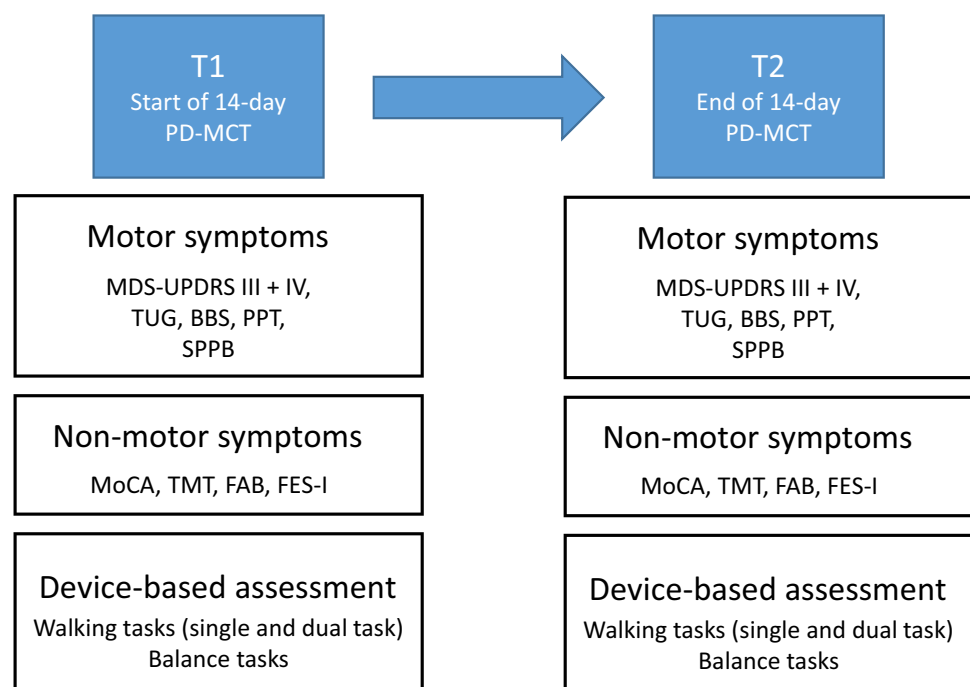 T1
Start of 14-day
PD-MCT
T2
End of 14-day
PD-MCT
Motor symptoms
MDS-UPDRS III + IV,
TUG, BBS, PPT,
SPPB
Motor symptoms
MDS-UPDRS III + IV,
TUG, BBS, PPT,
SPPB
Non-motor symptoms
MoCA, TMT, FAB, FES-I
Non-motor symptoms
MoCA, TMT, FAB, FES-I
Device-based assessment
Walking tasks (single and dual task)
Balance tasks
Device-based assessment
Walking tasks (single and dual task)
Balance tasks